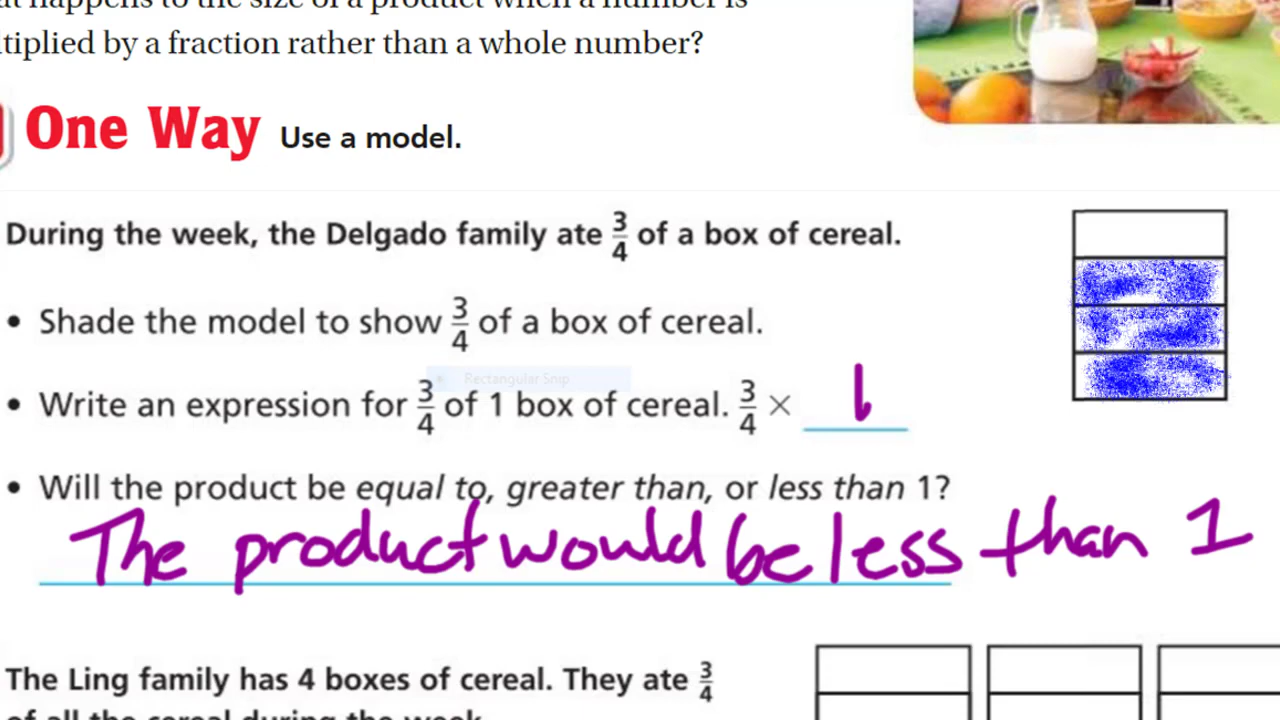 at happens to the size of a product when a number is
ltiplied by a fraction rather than a whole number?
One Way Use a model.
During the week, the Delgado family ate 3/4 of a box of cereal.
• Shade the model to show 3/4 of a box of cereal.
Rectangular Snip
• Write an expression for 3/4 of 1 box of cereal. 3/4 × 1
• Will the product be equal to, greater than, or less than 1?
The product would be less than 1
The Ling family has 4 boxes of cereal. They ate 3/4
of all the cereal during the week.